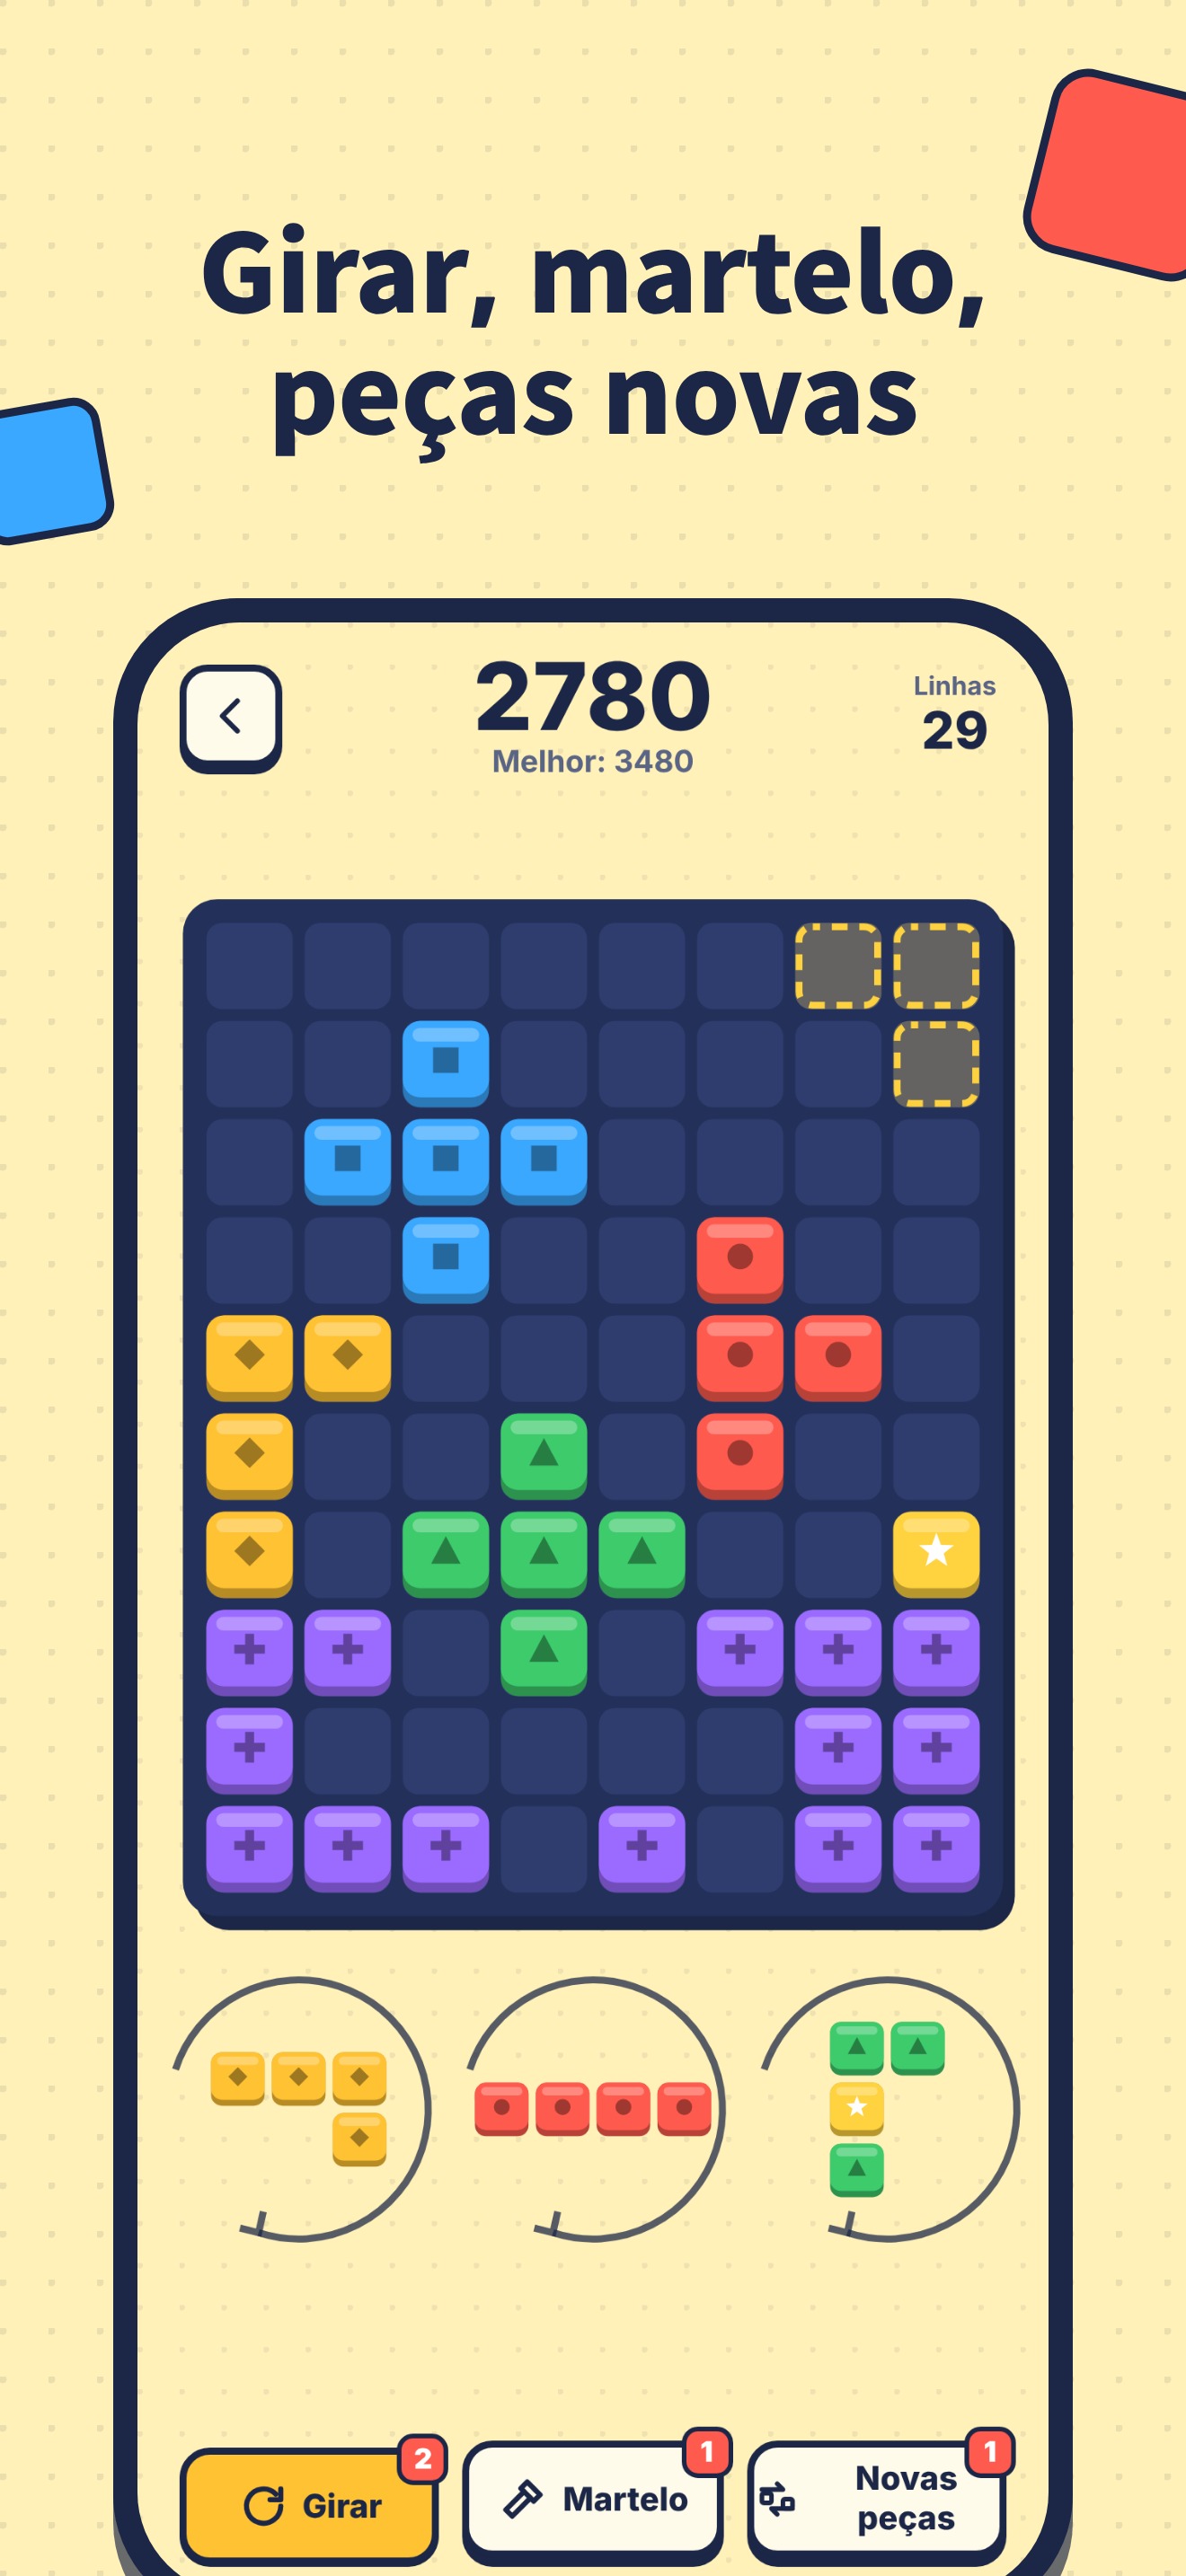 Girar, martelo,
peças novas
2780
Melhor: 3480
Linhas
29
2
Girar
1
Martelo
1
Novas
peças